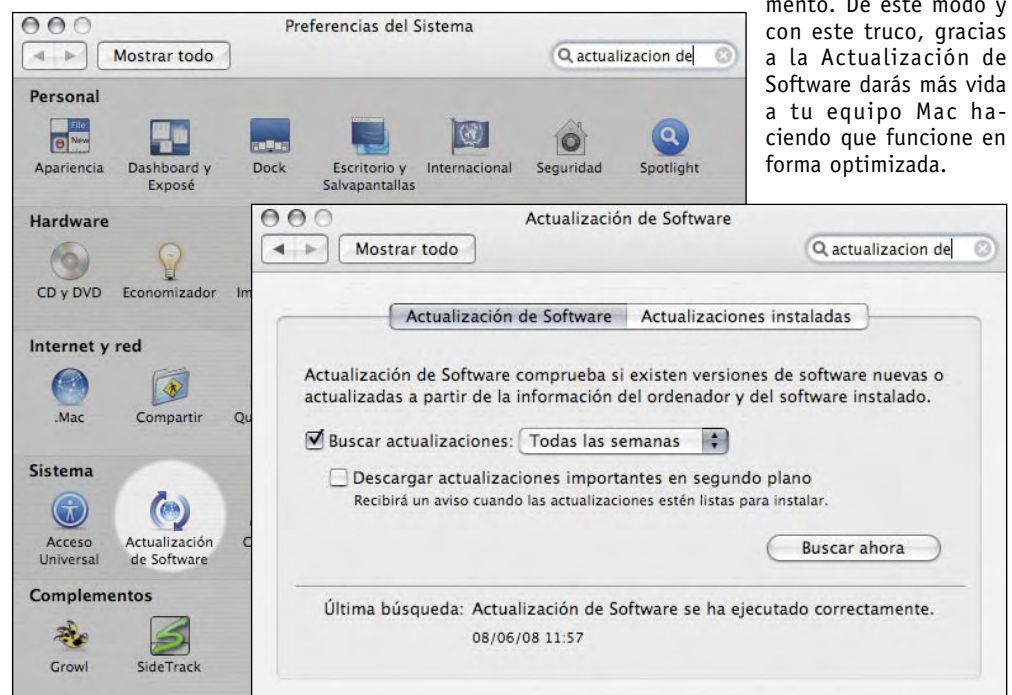 mento. De este modo y
con este truco, gracias
a la Actualización de
Software darás más vida
a tu equipo Mac ha-
ciendo que funcione en
forma optimizada.
Preferencias del Sistema
Mostrar todo
actualizacion de
Personal
File
New
Apariencia
Dashboard y
Exposé
Dock
Escritorio y
Salvapantallas
Internacional
Seguridad
Spotlight
Hardware
CD y DVD
Economizador
Im
Internet y red
.Mac
Compartir
Qu
Sistema
Acceso
Universal
Actualización
de Software
C
Complementos
Growl
SideTrack
Actualización de Software
Mostrar todo
actualizacion de
Actualización de Software
Actualizaciones instaladas
Actualización de Software comprueba si existen versiones de software nuevas o
actualizadas a partir de la información del ordenador y del software instalado.
Buscar actualizaciones: Todas las semanas
Descargar actualizaciones importantes en segundo plano
Recibirá un aviso cuando las actualizaciones estén listas para instalar.
Buscar ahora
Última búsqueda: Actualización de Software se ha ejecutado correctamente.
08/06/08 11:57